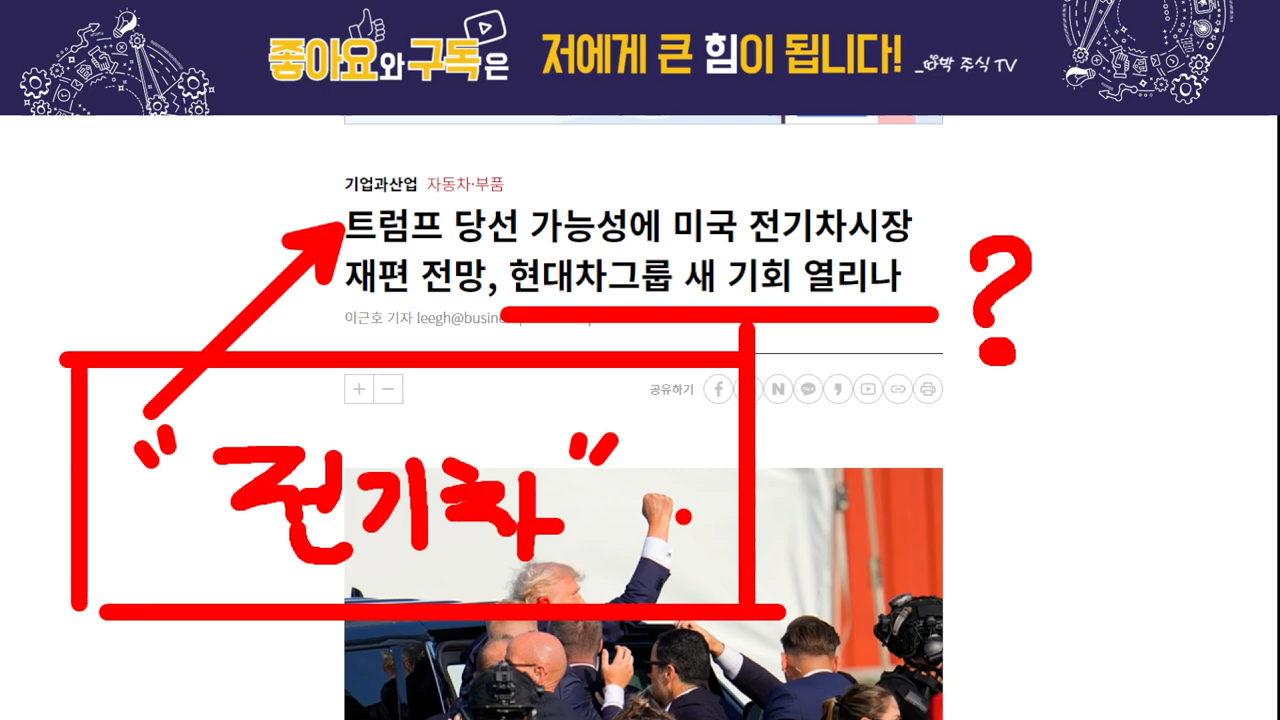 좋아요와 구독은 저에게 큰 힘이 됩니다!
박 주식 TV
기업과산업 자동차·부품
트럼프 당선 가능성에 미국 전기차시장
재편 전망, 현대차그룹 새 기회 열리나
?
이근호 기자
공유하기
"전기차"